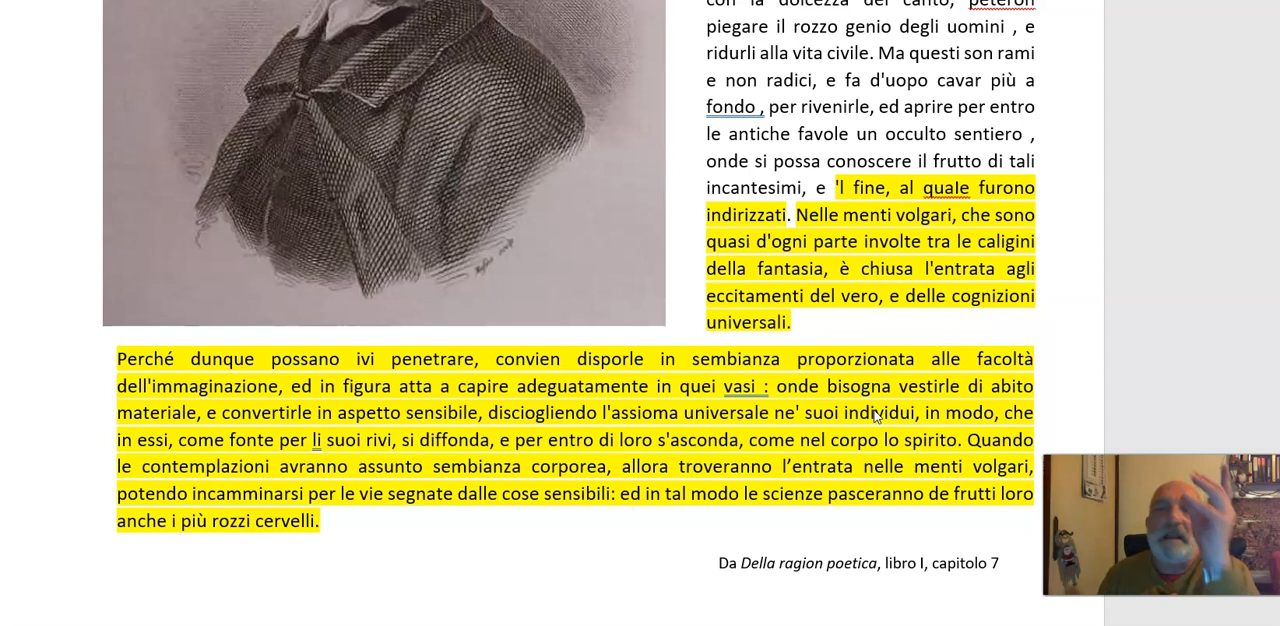 con la dolcezza del canto, peteron
piegare il rozzo genio degli uomini , e
ridurli alla vita civile. Ma questi son rami
e non radici, e fa d'uopo cavar più a
fondo , per rivenirle, ed aprire per entro
le antiche favole un occulto sentiero ,
onde si possa conoscere il frutto di tali
incantesimi, e 'l fine, al quale furono
indirizzati. Nelle menti volgari, che sono
quasi d'ogni parte involte tra le caligini
della fantasia, è chiusa l'entrata agli
eccitamenti del vero, e delle cognizioni
universali.
Perché dunque possano ivi penetrare, convien disporle in sembianza proporzionata alle facoltà
dell'immaginazione, ed in figura atta a capire adeguatamente in quei vasi : onde bisogna vestirle di abito
materiale, e convertirle in aspetto sensibile, disciogliendo l'assioma universale ne' suoi individui, in modo, che
in essi, come fonte per li suoi rivi, si diffonda, e per entro di loro s'asconda, come nel corpo lo spirito. Quando
le contemplazioni avranno assunto sembianza corporea, allora troveranno l’entrata nelle menti volgari,
potendo incamminarsi per le vie segnate dalle cose sensibili: ed in tal modo le scienze pasceranno de frutti loro
anche i più rozzi cervelli.
Da Della ragion poetica, libro I, capitolo 7